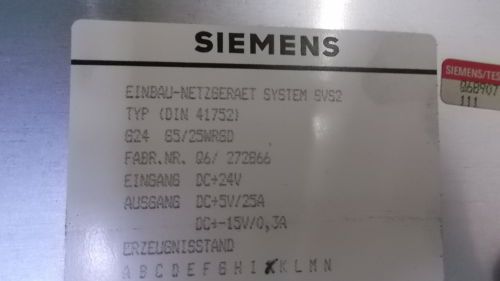 SIEMENS
EINBAU-NETZGERAET SYSTEM SVS2
TYP (DIN 41752)
G24 G5/25WRGD
FABR.NR. Q6/ 272866
EINGANG DC+24V
AUSGANG DC+5V/25A
DC+-15V/0,3A
ERZEUGNISSTAND
A B C D E F G H I K L M N
SIEMENS/TES
Q6B407
111